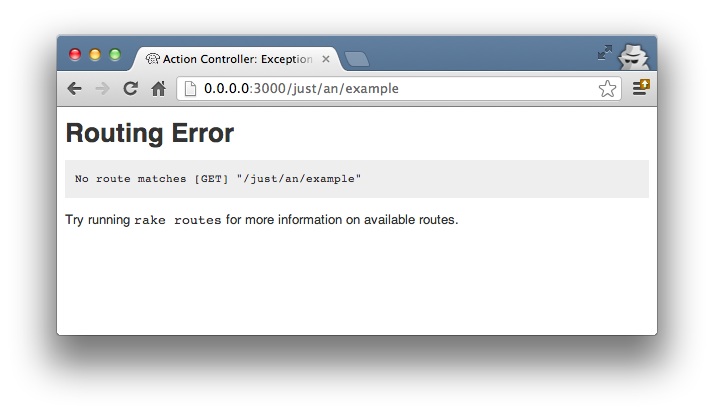 Action Controller: Exception
0.0.0.0:3000/just/an/example
Routing Error
No route matches [GET] "/just/an/example"
Try running rake routes for more information on available routes.